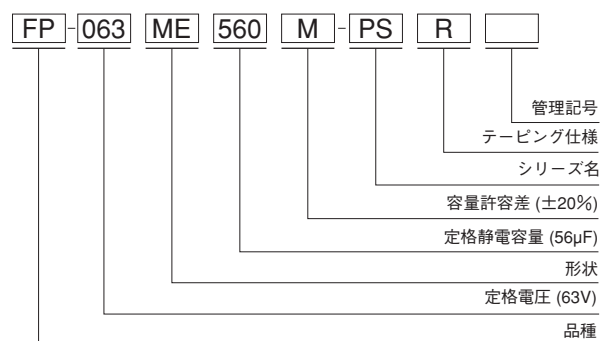 FP-063 ME 560 M-PS R
管理記号
テーピング仕様
シリーズ名
容量許容差 (±20%)
定格静電容量 (56μF)
形状
定格電圧 (63V)
品種